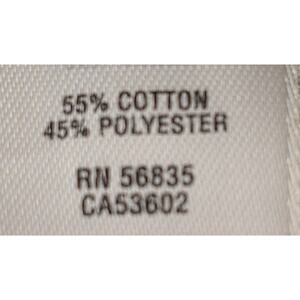 55% COTTON
45% POLYESTER
RN 56835
CA53602